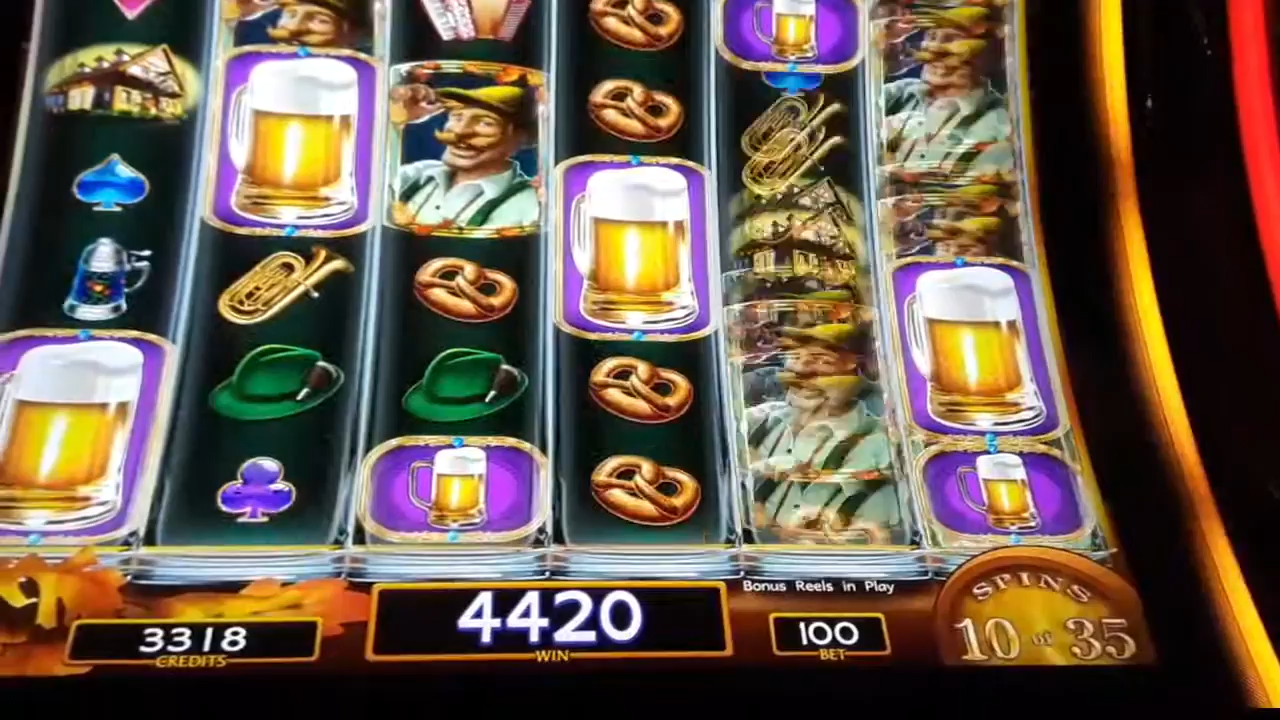 Bonus Reels in Play
SPINS
10 of 35
4420
WIN
3318
CREDITS
100
BET